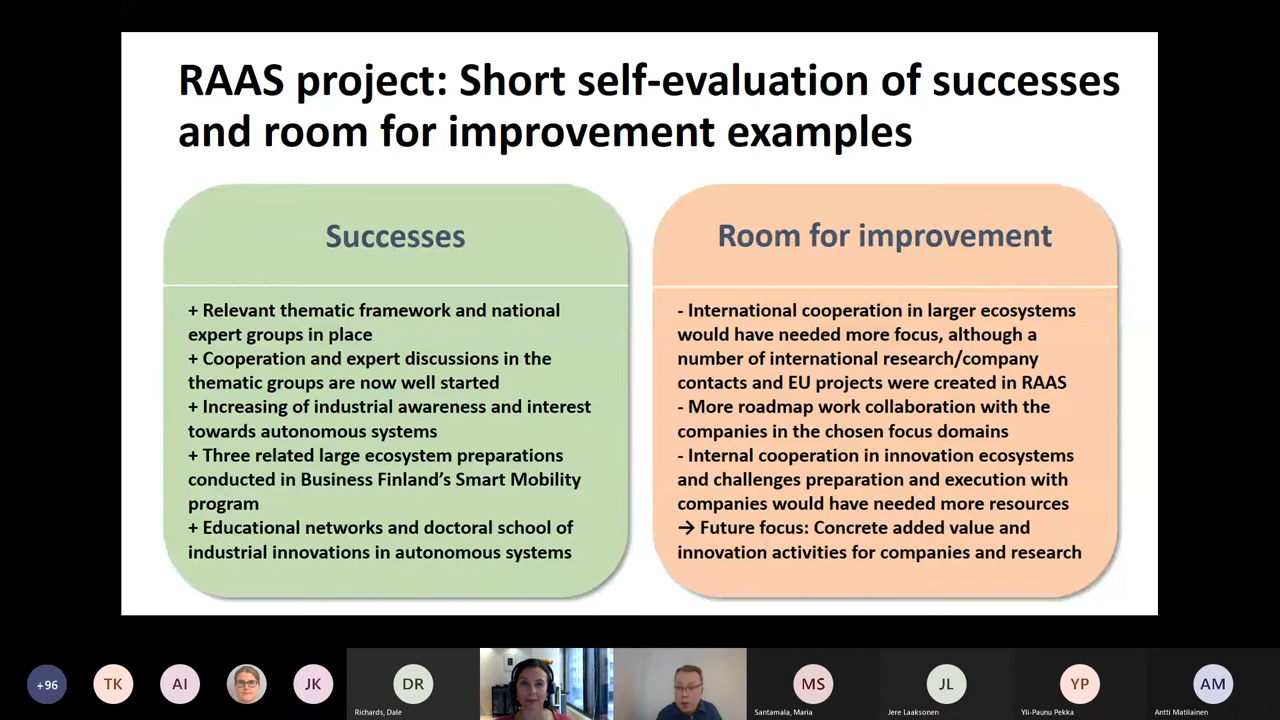 RAAS project: Short self-evaluation of successes
and room for improvement examples
Successes
+ Relevant thematic framework and national
expert groups in place
+ Cooperation and expert discussions in the
thematic groups are now well started
+ Increasing of industrial awareness and interest
towards autonomous systems
+ Three related large ecosystem preparations
conducted in Business Finland’s Smart Mobility
program
+ Educational networks and doctoral school of
industrial innovations in autonomous systems
Room for improvement
- International cooperation in larger ecosystems
would have needed more focus, although a
number of international research/company
contacts and EU projects were created in RAAS
- More roadmap work collaboration with the
companies in the chosen focus domains
- Internal cooperation in innovation ecosystems
and challenges preparation and execution with
companies would have needed more resources
→ Future focus: Concrete added value and
innovation activities for companies and research
+96
TK
AI
JK
DR
Richards, Dale
MS
Santamala, Maria
JL
Jere Laaksonen
YP
Yli-Paunu Pekka
AM
Antti Matilainen